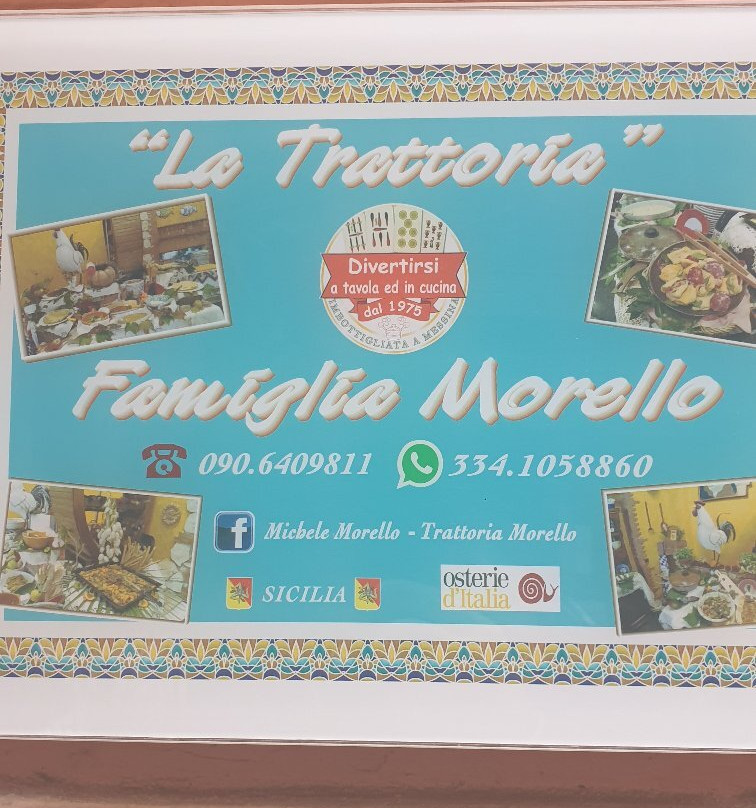 "La Trattoria"
Divertirsi
a tavola ed in cucina
dal 1975
IMBOTTIGLIATA A MESSINA
Famiglia Morello
090.6409811 334.1058860
f Michele Morello - Trattoria Morello
SICILIA
osterie
d'Italia